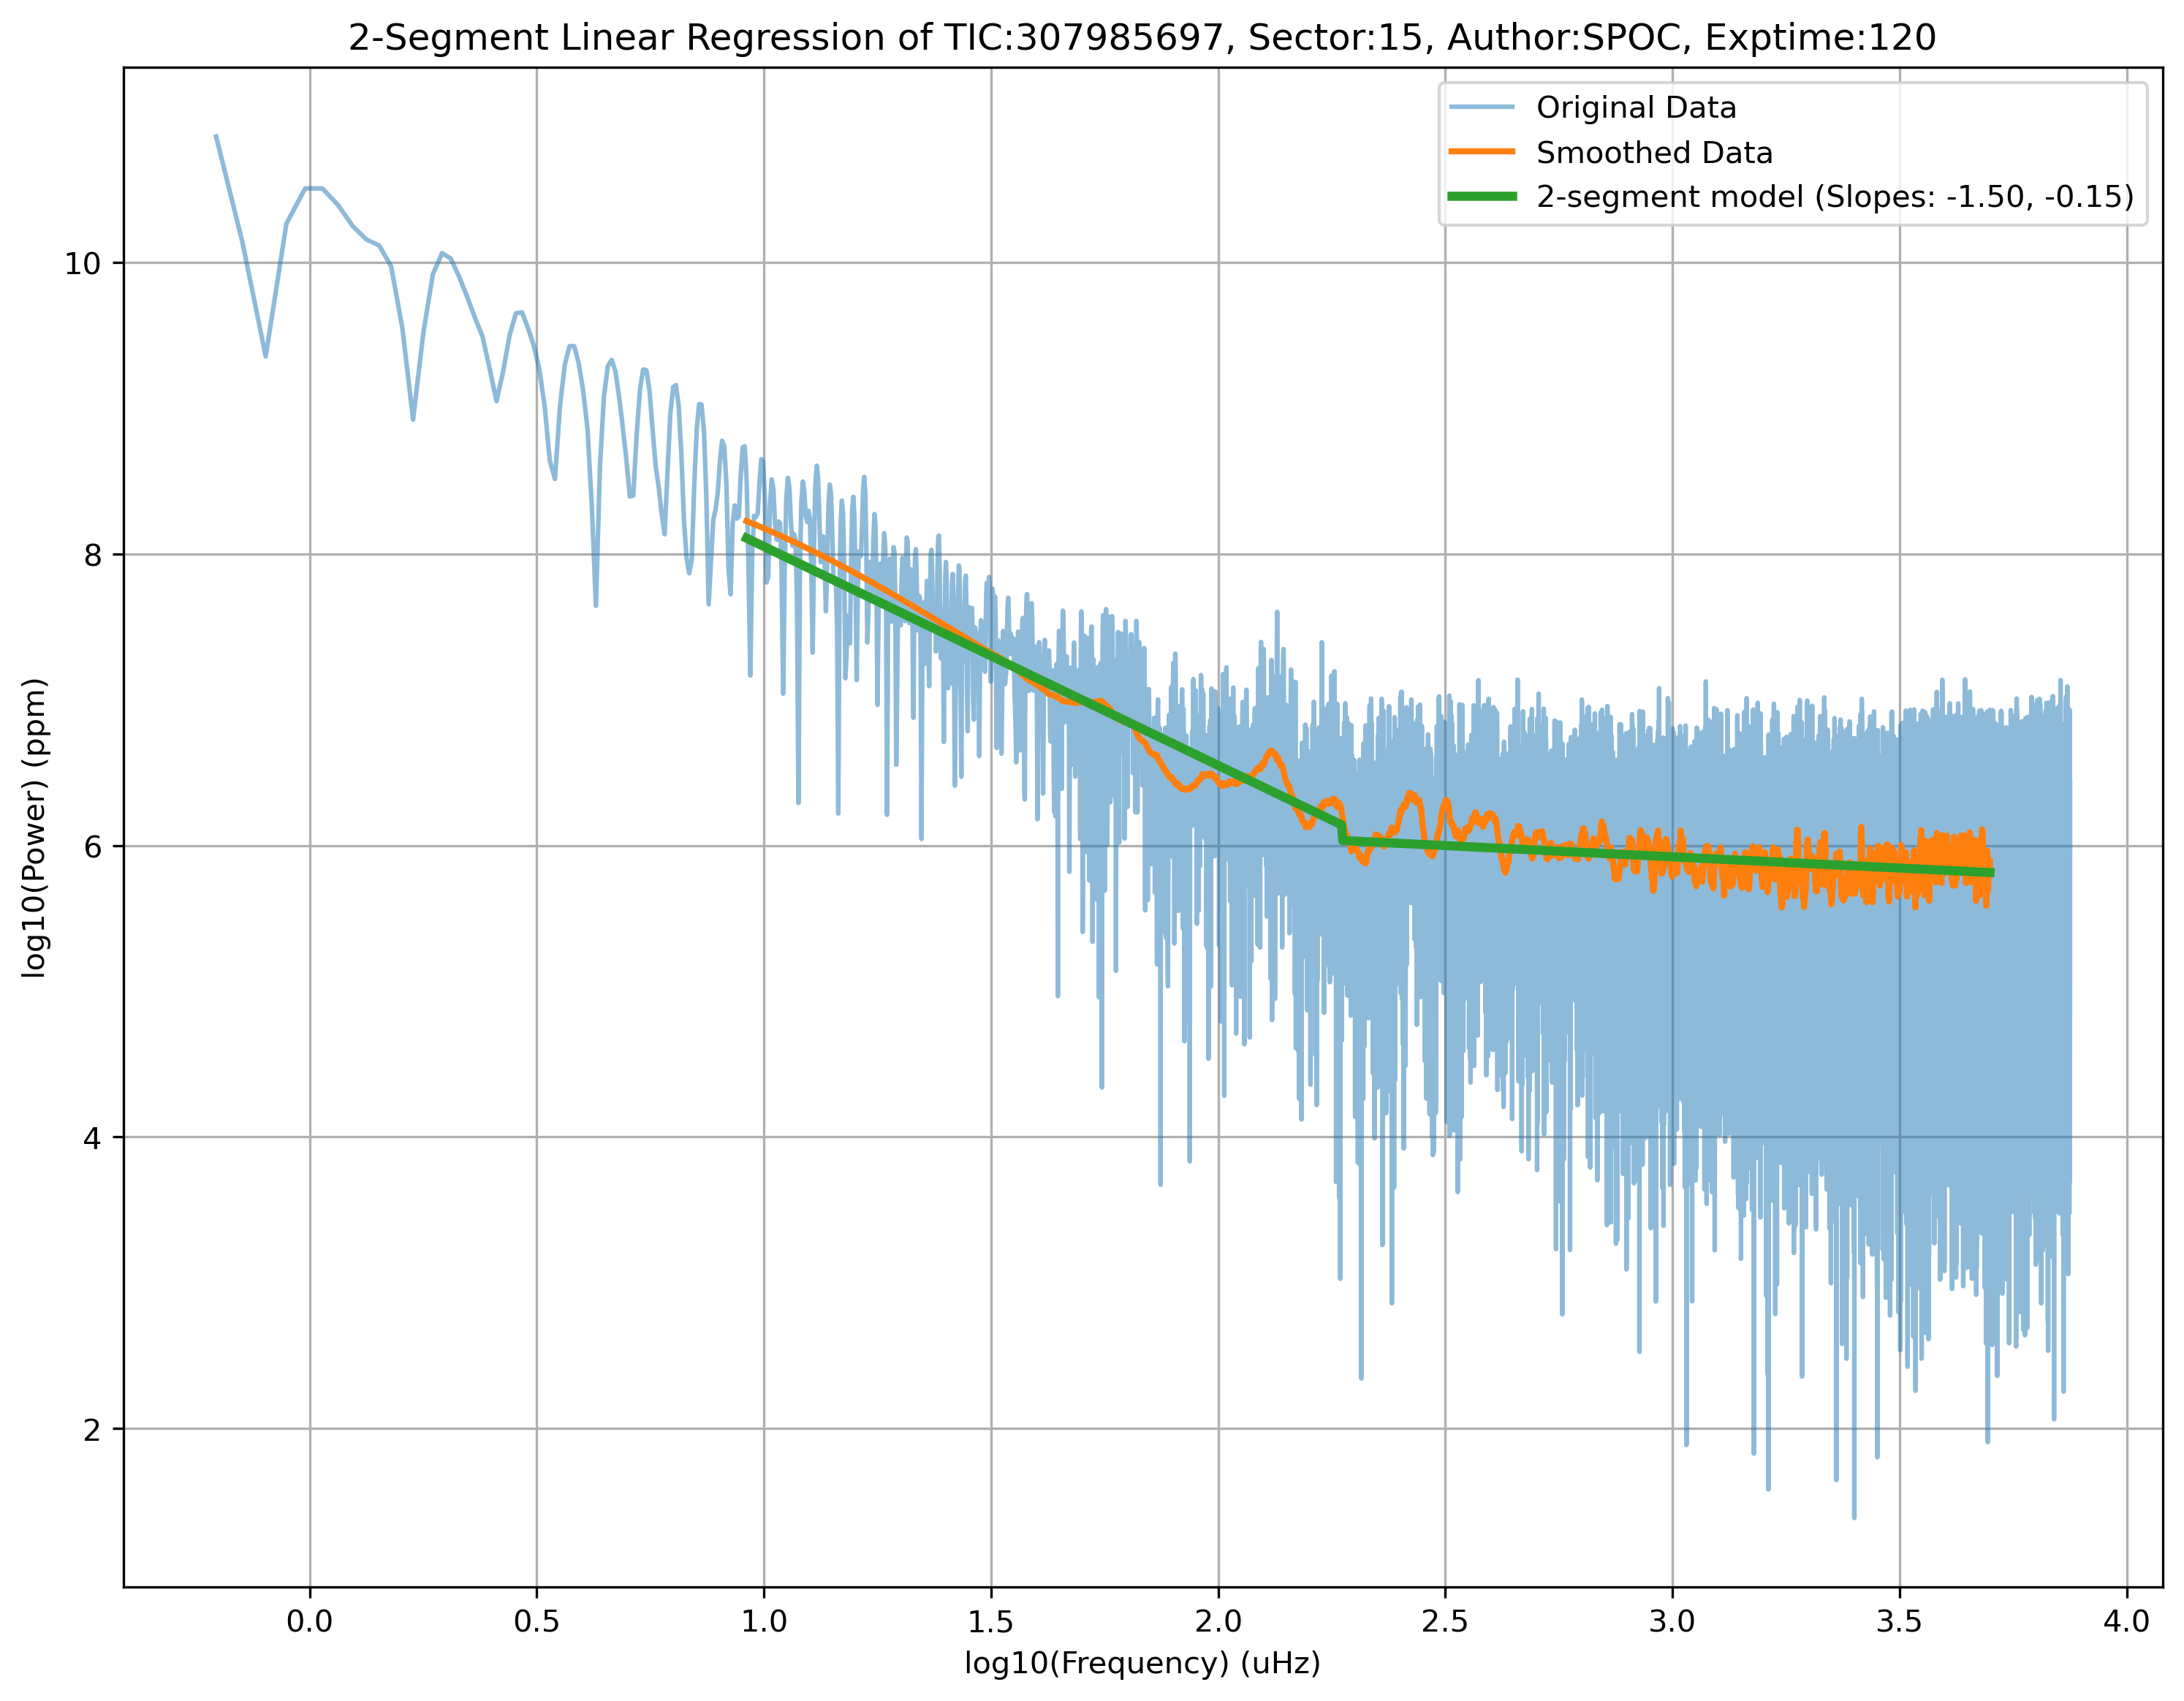 2-Segment Linear Regression of TIC:307985697, Sector:15, Author:SPOC, Exptime:120
Original Data
Smoothed Data
2-segment model (Slopes: -1.50, -0.15)
log10(Power) (ppm)
10
8
6
4
2
0.0 0.5 1.0 1.5 2.0 2.5 3.0 3.5 4.0
log10(Frequency) (uHz)